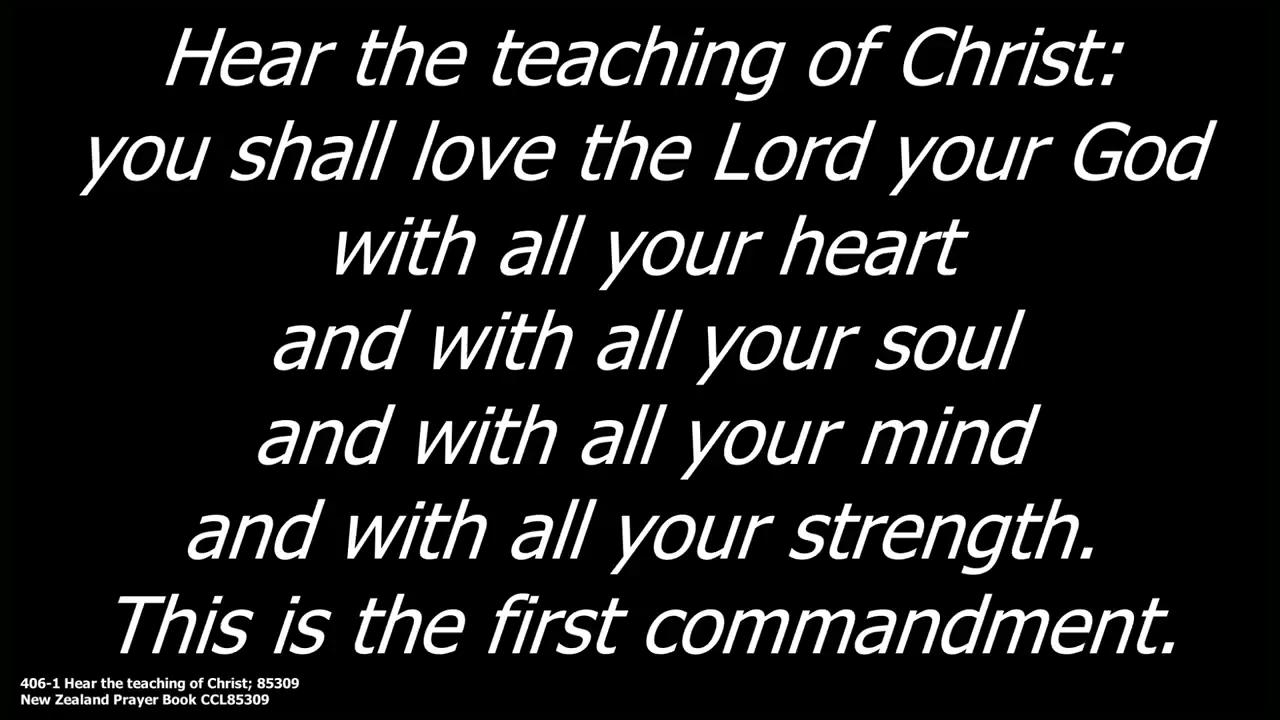 Hear the teaching of Christ:
you shall love the Lord your God
with all your heart
and with all your soul
and with all your mind
and with all your strength.
This is the first commandment.
406-1 Hear the teaching of Christ; 85309
New Zealand Prayer Book CCL85309